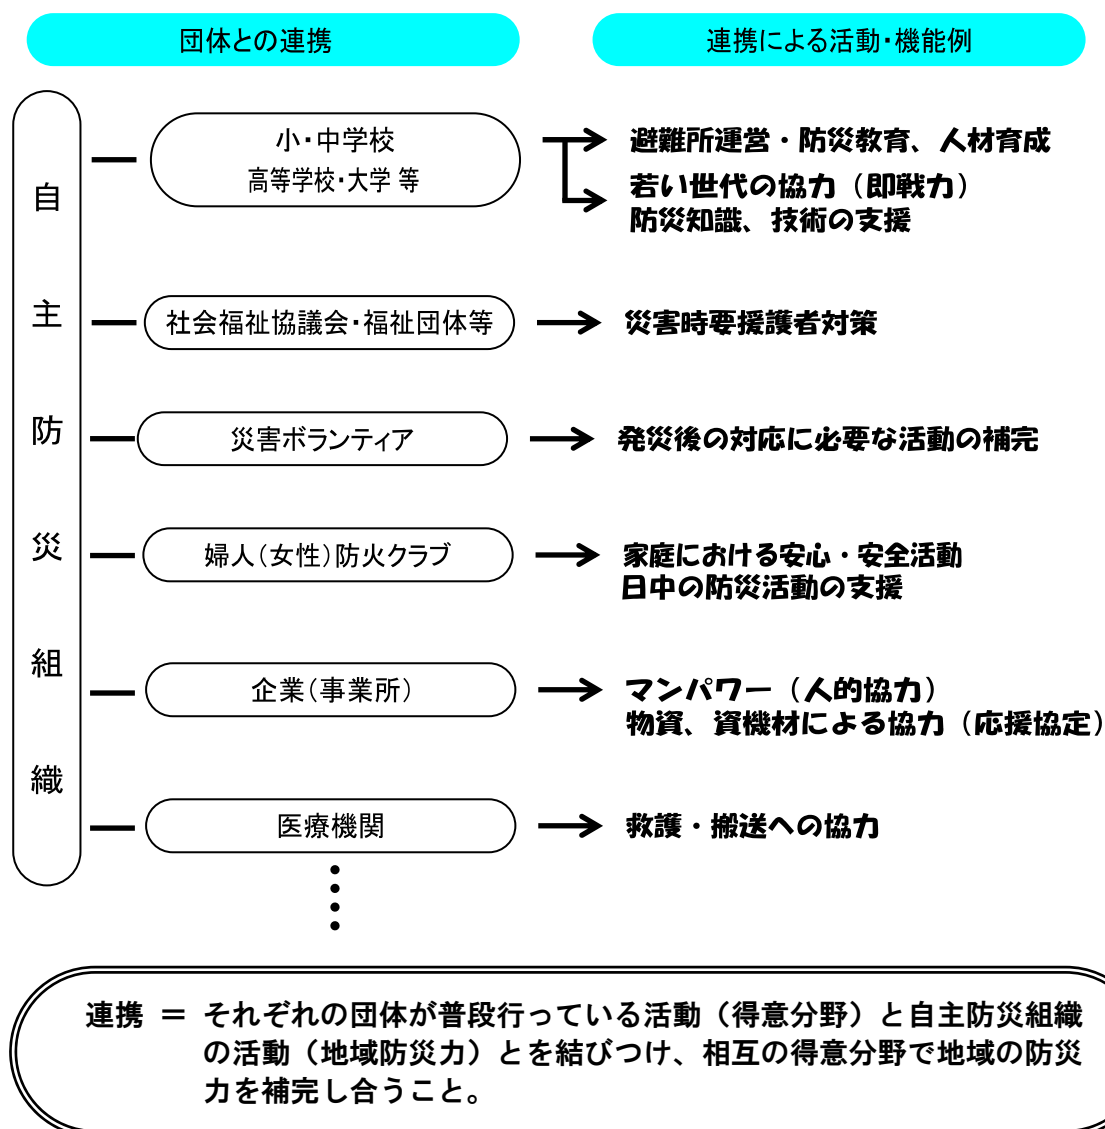 団体との連携
連携による活動・機能例
自主防災組織
小・中学校
高等学校・大学 等
避難所運営・防災教育、人材育成
若い世代の協力（即戦力）
防災知識、技術の支援
社会福祉協議会・福祉団体等
災害時要援護者対策
災害ボランティア
発災後の対応に必要な活動の補完
婦人（女性）防火クラブ
家庭における安心・安全活動
日中の防災活動の支援
企業（事業所）
マンパワー（人的協力）
物資、資機材による協力（応援協定）
医療機関
救護・搬送への協力
連携 ＝ それぞれの団体が普段行っている活動（得意分野）と自主防災組織
の活動（地域防災力）とを結びつけ、相互の得意分野で地域の防災
力を補完し合うこと。